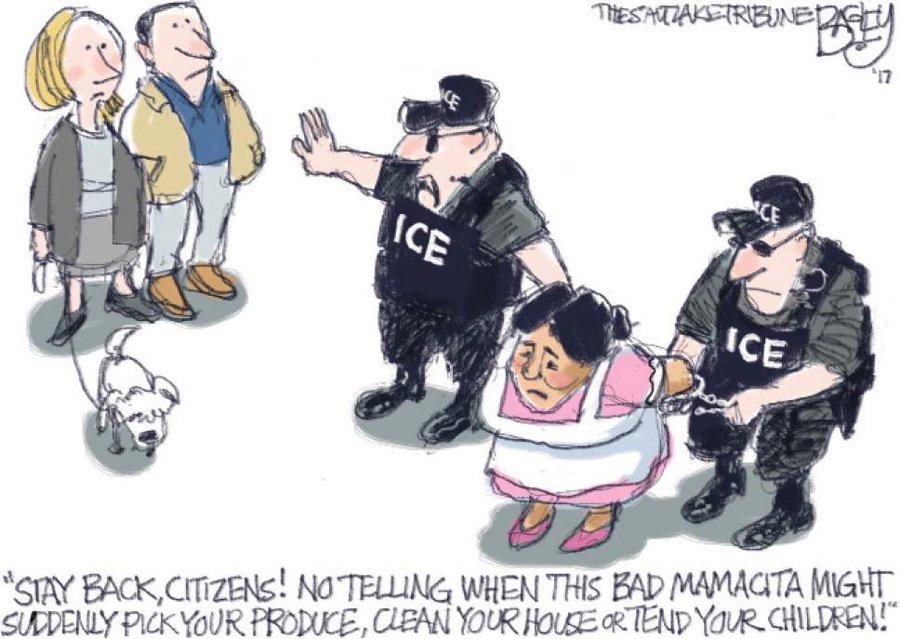 THE SALT LAKE TRIBUNE BAGLEY
'17
ICE
ICE
ICE
ICE
"STAY BACK, CITIZENS! NO TELLING WHEN THIS BAD MAMACITA MIGHT
SUDDENLY PICK YOUR PRODUCE, CLEAN YOUR HOUSE OR TEND YOUR CHILDREN!"